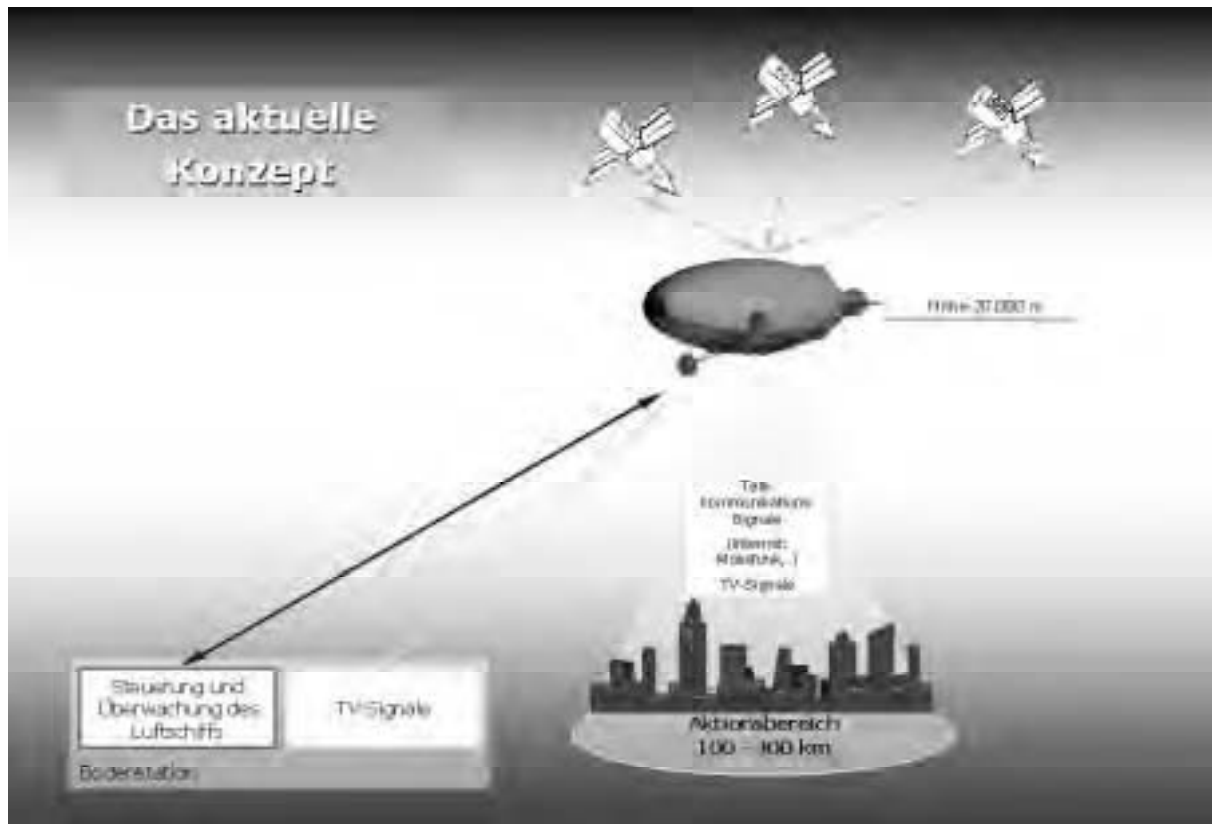 Das aktuelle
Konzept
Höhe 20.000 m
Tele-
Kommunikations-
Signale
(Internet,
Mobilfunk,..)
TV-Signale
Steuerung und
Überwachung des
Luftschiffs
TV-Signale
Bodenstation
Aktionsbereich
100 - km